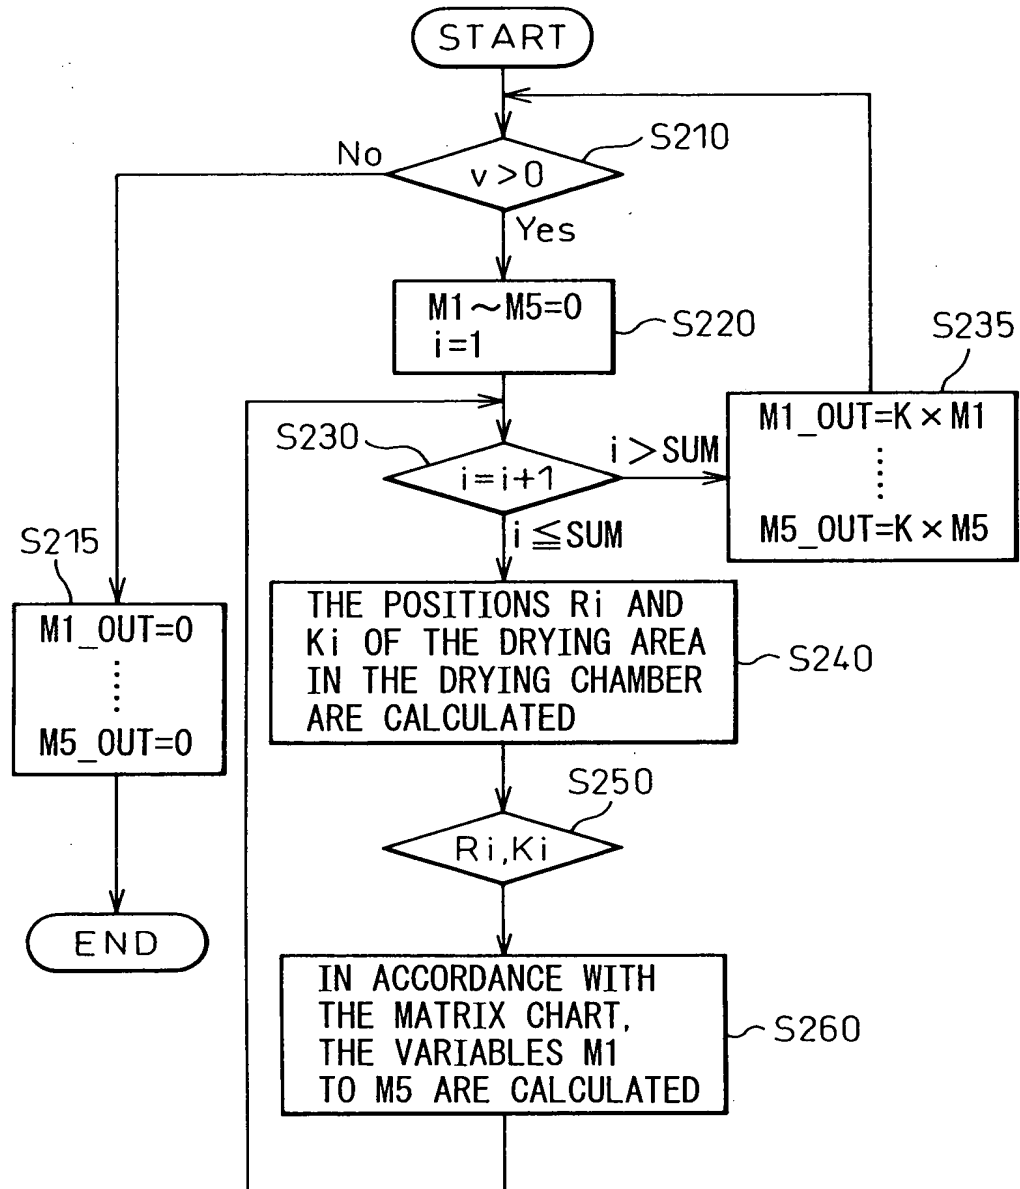 START
S210
No
v>0
Yes
M1～M5=0
i=1
S220
S235
M1_OUT=K×M1
M5_OUT=K×M5
S230
i=i+1
i>SUM
i≦SUM
S215
M1_OUT=0
M5_OUT=0
THE POSITIONS Ri AND
Ki OF THE DRYING AREA
IN THE DRYING CHAMBER
ARE CALCULATED
S240
S250
Ri,Ki
END
IN ACCORDANCE WITH
THE MATRIX CHART,
THE VARIABLES M1
TO M5 ARE CALCULATED
S260